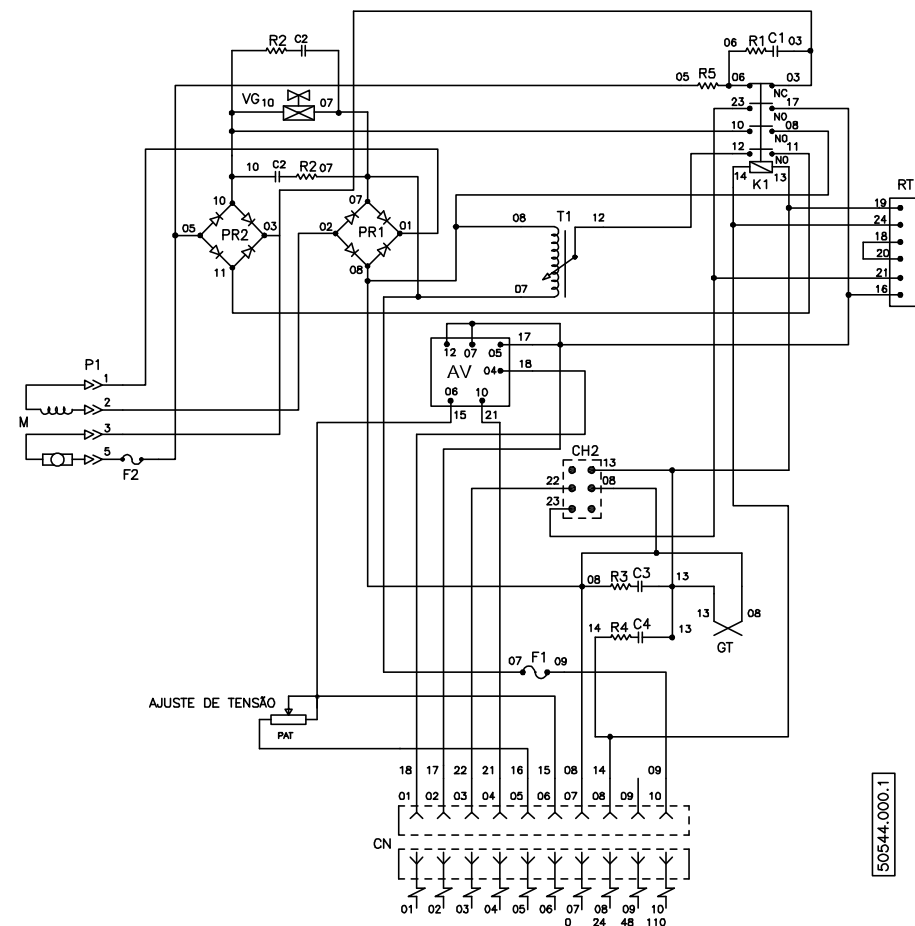 R2 C2
R1 C1 03
06
05 R5 06 03
NC
VG 10 07
23 17
NO
10 08
NO
12 11
NO
14 13
K1
10 C2 R2 07
RT
19
24
18
20
21
16
10
05 PR2 03
11
07
02 PR1 01
08
08 T1 12
07
P1
1
2
M
3
5
F2
12 07 05 17
AV 04 18
06 10
15 21
CH2
13
22 08
23
08 R3 C3 13
14 R4 C4 13
13 08
GT
07 F1 09
AJUSTE DE TENSÃO
PAT
18 17 22 21 16 15 08 14 09
01 02 03 04 05 06 07 08 09 10
CN
01 02 03 04 05 06 07 08 09 10
0 24 48 110
50544.000.1